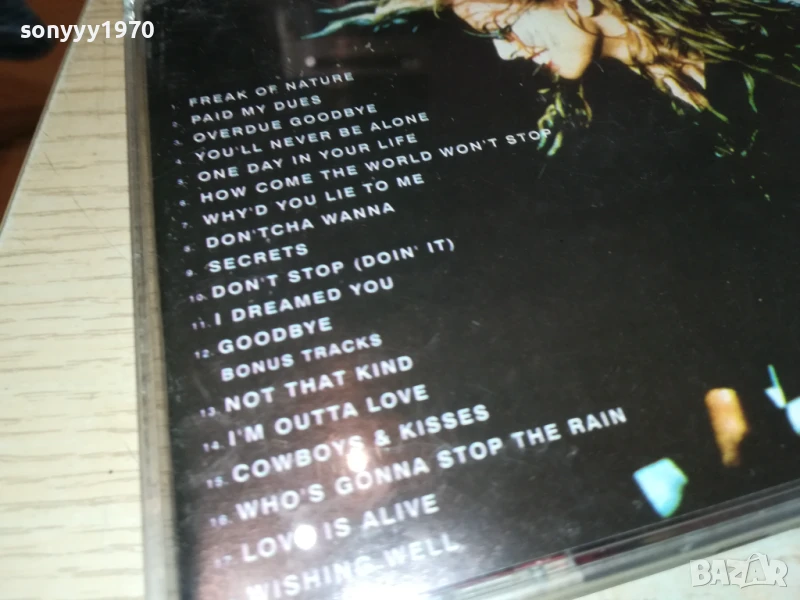 sonyyy1970
1. FREAK OF NATURE
2. PAID MY DUES
3. OVERDUE GOODBYE
4. YOU'LL NEVER BE ALONE
5. ONE DAY IN YOUR LIFE
6. HOW COME THE WORLD WON'T STOP
7. WHY'D YOU LIE TO ME
8. DON'TCHA WANNA
9. SECRETS
10. DON'T STOP (DOIN' IT)
11. I DREAMED YOU
12. GOODBYE
BONUS TRACKS
13. NOT THAT KIND
14. I'M OUTTA LOVE
15. COWBOYS & KISSES
16. WHO'S GONNA STOP THE RAIN
17. LOVE IS ALIVE
WISHING WELL
BAZAR